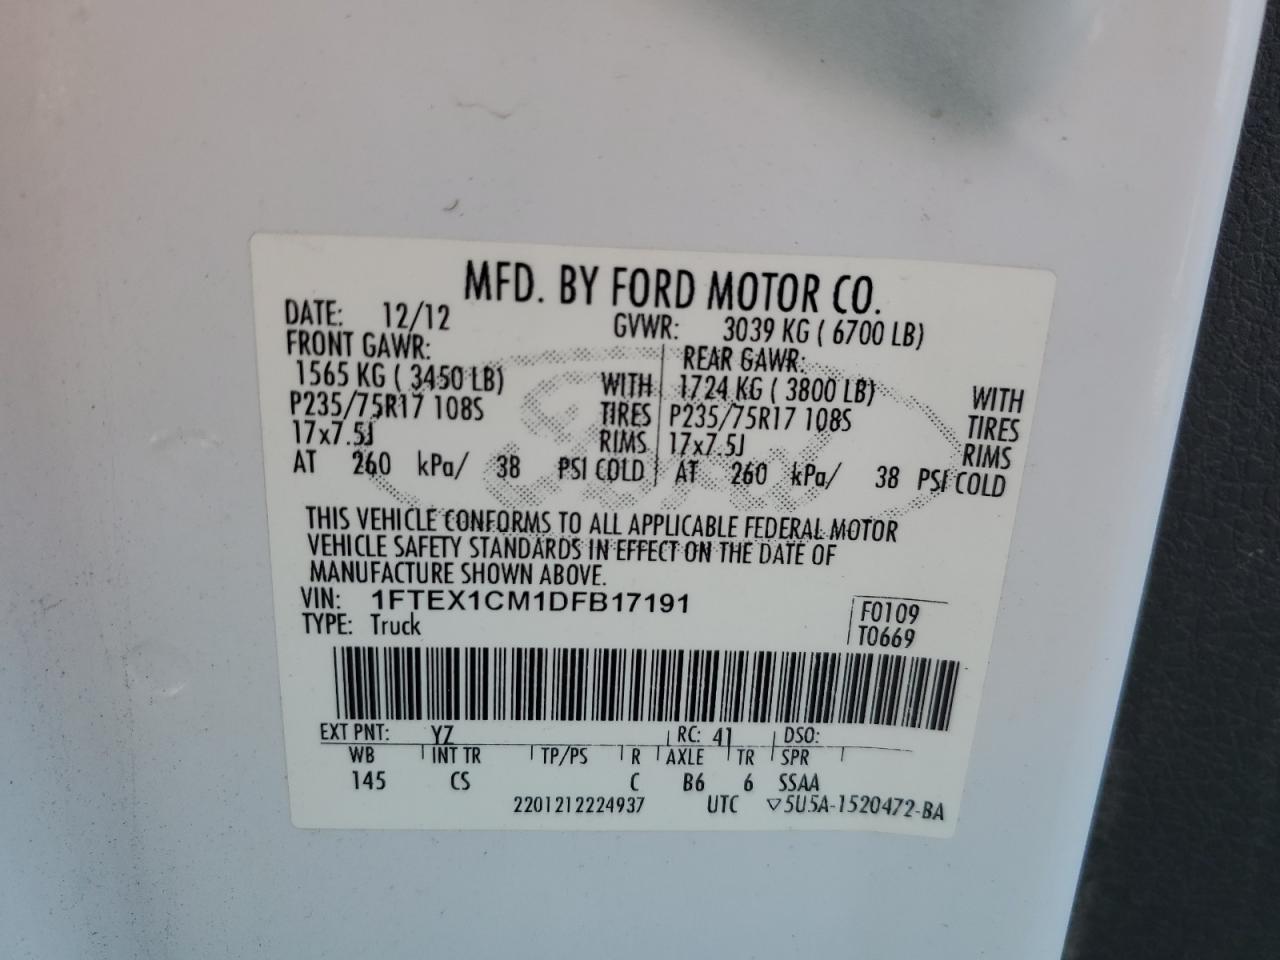 MFD. BY FORD MOTOR CO.
DATE: 12/12 GVWR: 3039 KG ( 6700 LB)
FRONT GAWR: REAR GAWR:
1565 KG ( 3450 LB) WITH 1724 KG ( 3800 LB) WITH
P235/75R17 108S TIRES P235/75R17 108S TIRES
17x7.5J RIMS 17x7.5J RIMS
AT 260 kPa/ 38 PSI COLD AT 260 kPa/ 38 PSI COLD
Ford
THIS VEHICLE CONFORMS TO ALL APPLICABLE FEDERAL MOTOR
VEHICLE SAFETY STANDARDS IN EFFECT ON THE DATE OF
MANUFACTURE SHOWN ABOVE.
VIN: 1FTEX1CM1DFB17191 F0109
TYPE: Truck T0669
EXT PNT: YZ RC: 41 DSO:
WB INT TR TP/PS R AXLE TR SPR
145 CS C B6 6 SSAA
2201212224937 UTC ▽5U5A-1520472-BA